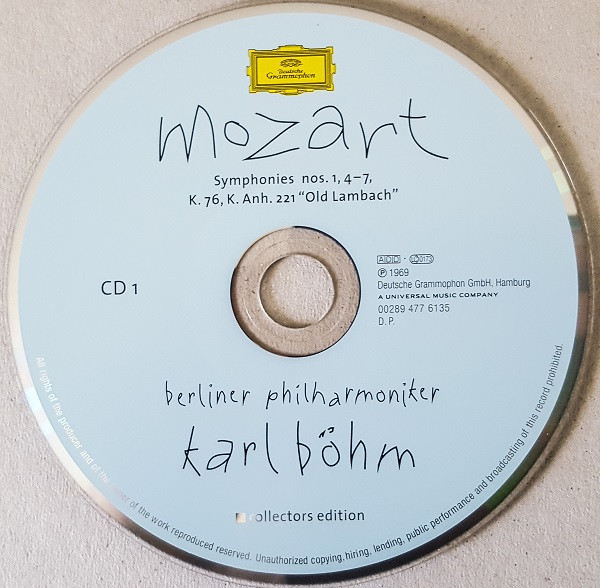 Deutsche
Grammophon
mozart
Symphonies nos. 1, 4–7,
K. 76, K. Anh. 221 “Old Lambach”
CD 1
ADD · LC 0173
℗ 1969
Deutsche Grammophon GmbH, Hamburg
A UNIVERSAL MUSIC COMPANY
00289 477 6135
D. P.
berliner philharmoniker
karl böhm
collectors edition
All rights of the producer and of the owner of the work reproduced reserved. Unauthorized copying, hiring, lending, public performance and broadcasting of this record prohibited.